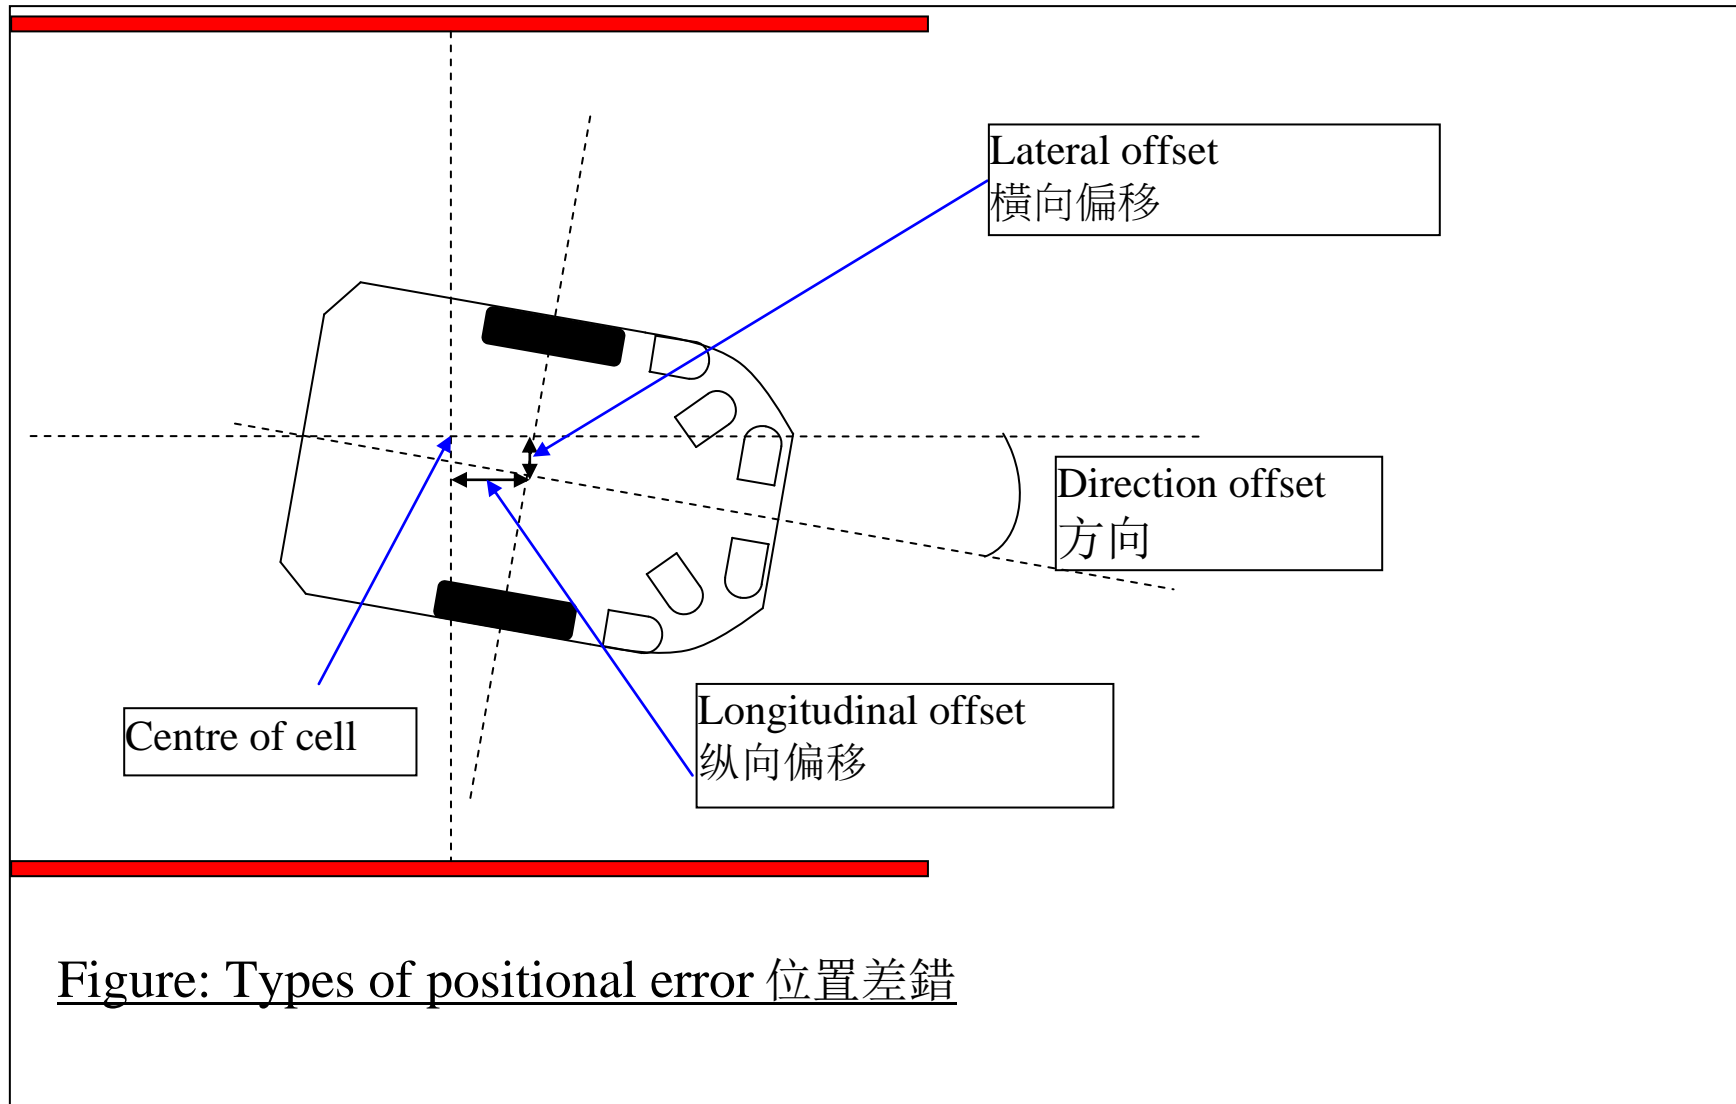 Lateral offset
橫向偏移
Direction offset
方向
Centre of cell
Longitudinal offset
纵向偏移
Figure: Types of positional error 位置差錯